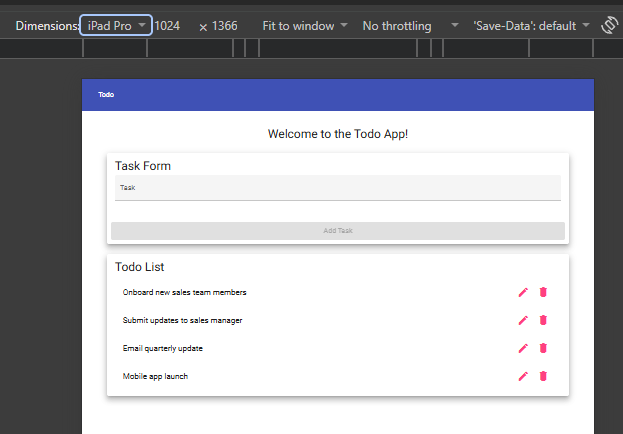 Dimensions: iPad Pro 1024 × 1366 Fit to window No throttling 'Save-Data': default
Todo
Welcome to the Todo App!
Task Form
Task
Add Task
Todo List
Onboard new sales team members
Submit updates to sales manager
Email quarterly update
Mobile app launch